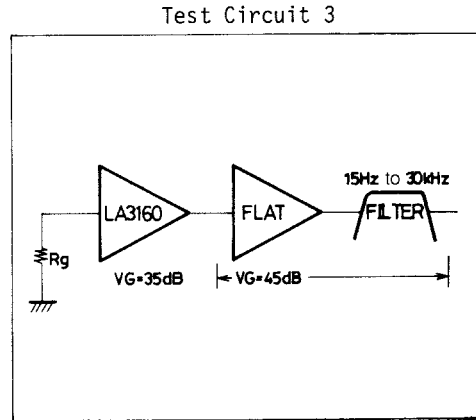 Test Circuit 3
15Hz to 30kHz
LA3160
FLAT
FILTER
Rg
VG=35dB
VG=45dB